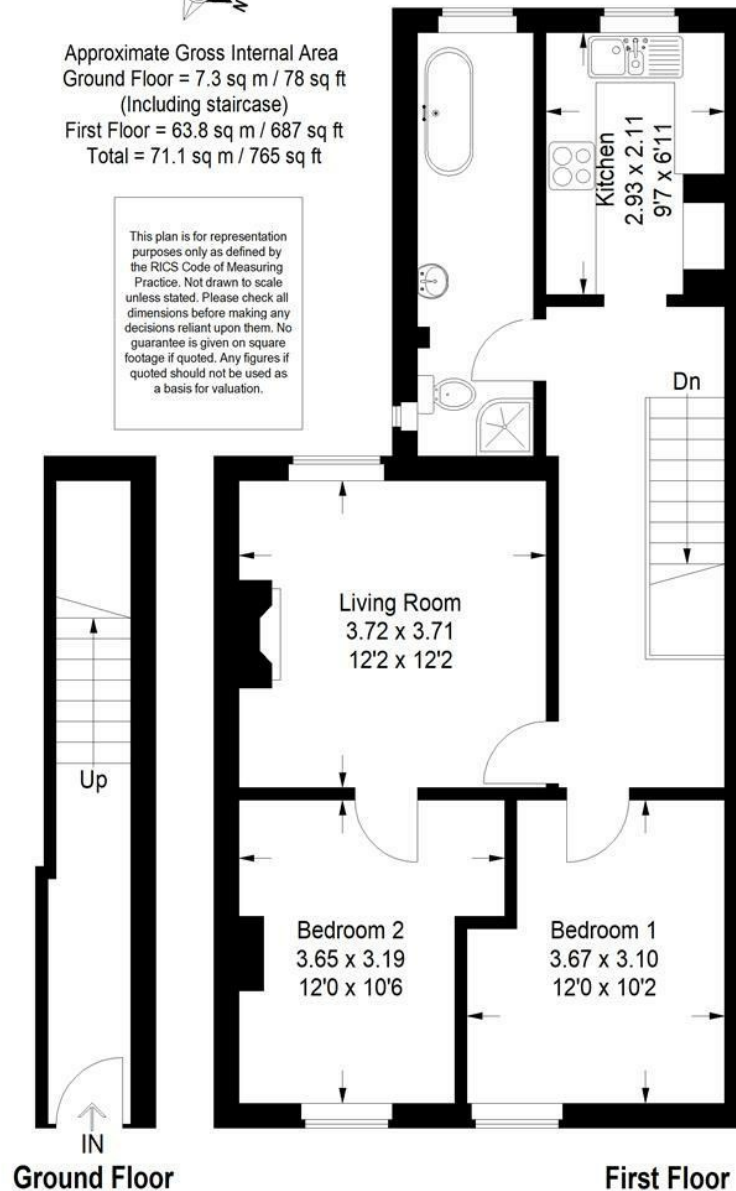 N
Approximate Gross Internal Area
Ground Floor = 7.3 sq m / 78 sq ft
(Including staircase)
First Floor = 63.8 sq m / 687 sq ft
Total = 71.1 sq m / 765 sq ft
This plan is for representation
purposes only as defined by
the RICS Code of Measuring
Practice. Not drawn to scale
unless stated. Please check all
dimensions before making any
decisions reliant upon them. No
guarantee is given on square
footage if quoted. Any figures if
quoted should not be used as
a basis for valuation.
Kitchen
2.93 x 2.11
9'7 x 6'11
Dn
Living Room
3.72 x 3.71
12'2 x 12'2
Up
Bedroom 2
3.65 x 3.19
12'0 x 10'6
Bedroom 1
3.67 x 3.10
12'0 x 10'2
IN
Ground Floor
First Floor